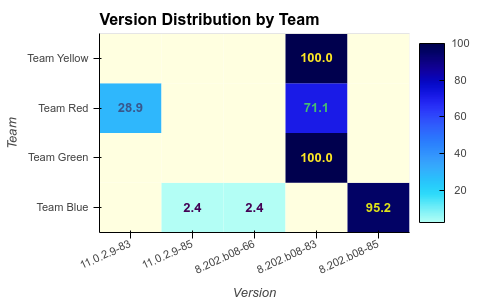 Version Distribution by Team
Team
Team Yellow
100.0
Team Red
28.9
71.1
Team Green
100.0
Team Blue
2.4
2.4
95.2
11.0.2.9-83
11.0.2.9-85
8.202.b08-66
8.202.b08-83
8.202.b08-85
Version
100
80
60
40
20